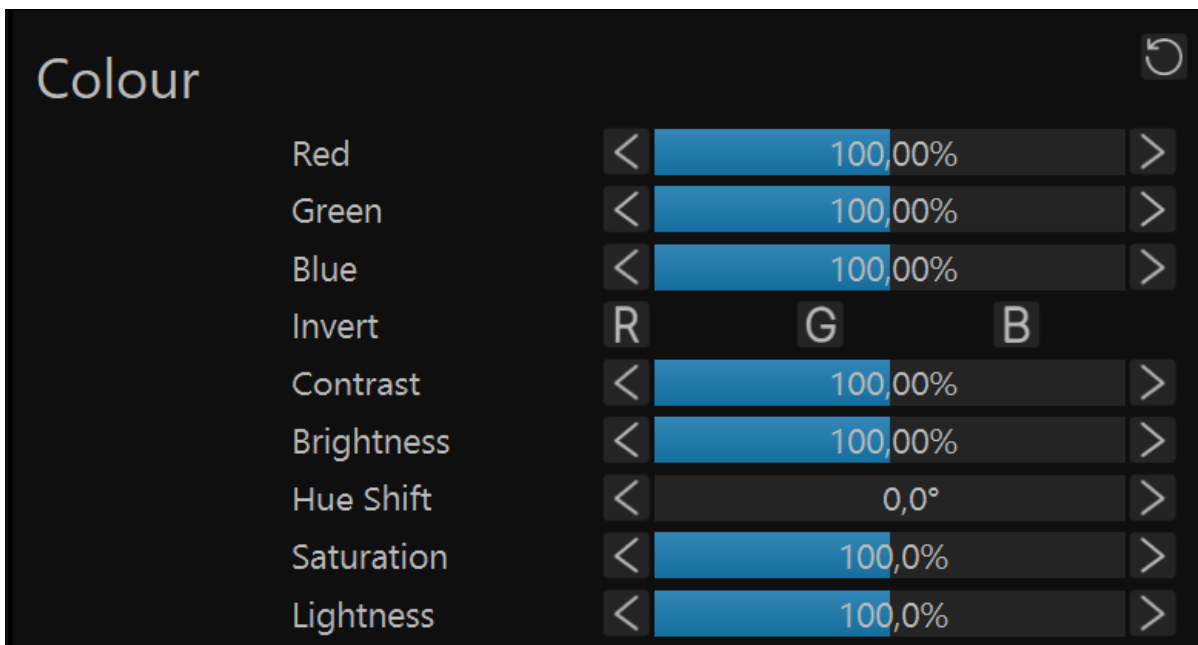 Colour
Red 100,00%
Green 100,00%
Blue 100,00%
Invert R G B
Contrast 100,00%
Brightness 100,00%
Hue Shift 0,0°
Saturation 100,0%
Lightness 100,0%